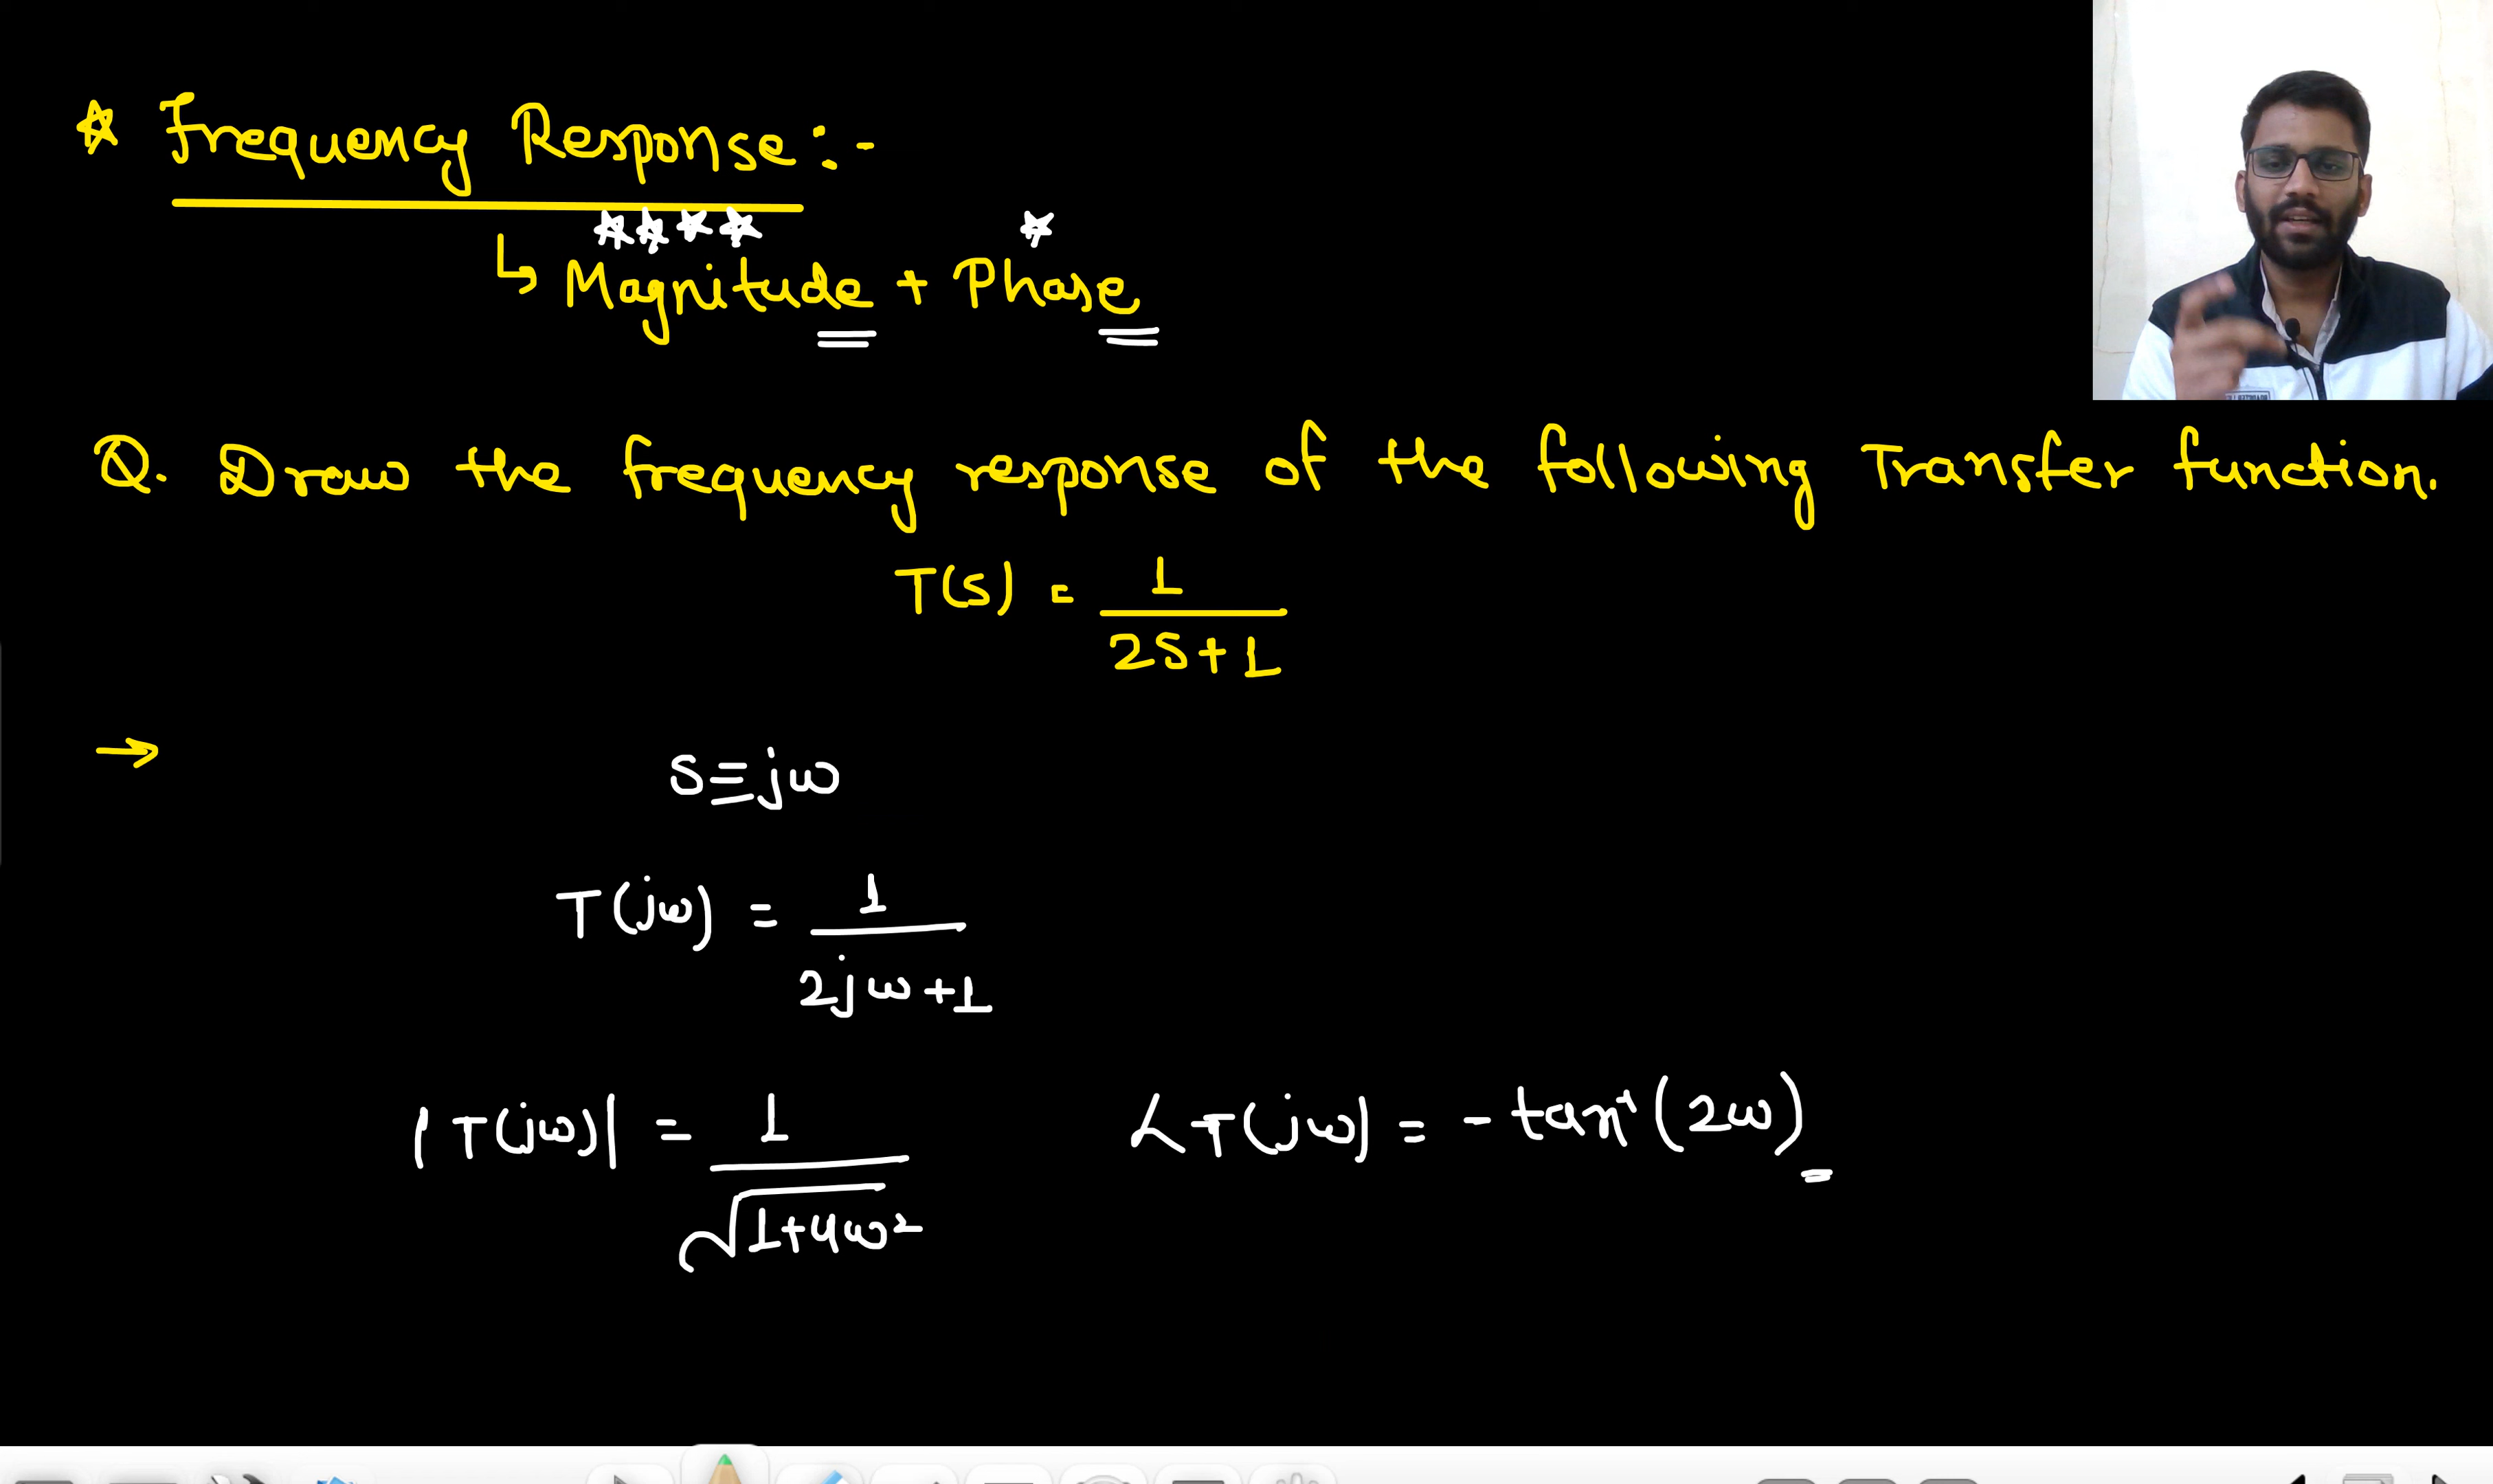 ☆ Frequency Response:-
↳ Magnitude + Phase
Q. Draw the frequency response of the following Transfer function.
T(s) = 1 / (2S+1)
→
S = jω
T(jω) = 1 / (2jω+1)
|T(jω)| = 1 / √(1+4ω²)
∠T(jω) = - tan⁻¹(2ω)